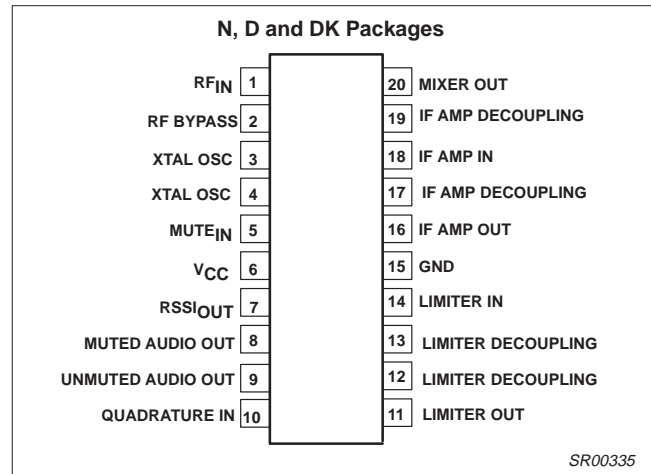 N, D and DK Packages
RFIN 1
RF BYPASS 2
XTAL OSC 3
XTAL OSC 4
MUTEIN 5
VCC 6
RSSIOUT 7
MUTED AUDIO OUT 8
UNMUTED AUDIO OUT 9
QUADRATURE IN 10
20 MIXER OUT
19 IF AMP DECOUPLING
18 IF AMP IN
17 IF AMP DECOUPLING
16 IF AMP OUT
15 GND
14 LIMITER IN
13 LIMITER DECOUPLING
12 LIMITER DECOUPLING
11 LIMITER OUT
SR00335